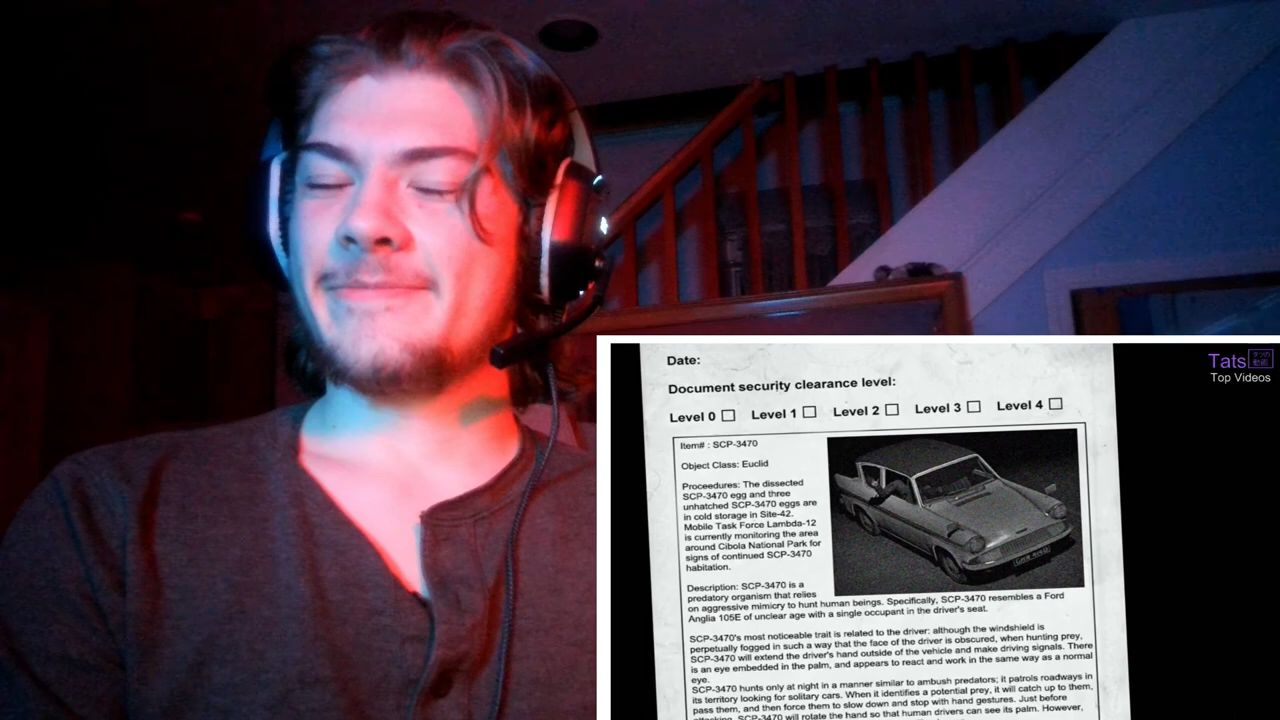 Date:
Document security clearance level:
Level 0 Level 1 Level 2 Level 3 Level 4
Item# : SCP-3470
Object Class: Euclid
Proceedures: The dissected
SCP-3470 egg and three
unhatched SCP-3470 eggs are
in cold storage in Site-42.
Mobile Task Force Lambda-12
is currently monitoring the area
around Cibola National Park for
signs of continued SCP-3470
habitation.
Description: SCP-3470 is a
predatory organism that relies
on aggressive mimicry to hunt human beings. Specifically, SCP-3470 resembles a Ford
Anglia 105E of unclear age with a single occupant in the driver's seat.
SCP-3470's most noticeable trait is related to the driver: although the windshield is
perpetually fogged in such a way that the face of the driver is obscured, when hunting prey,
SCP-3470 will extend the driver's hand outside of the vehicle and make driving signals. There
is an eye embedded in the palm, and appears to react and work in the same way as a normal
eye.
SCP-3470 hunts only at night in a manner similar to ambush predators; it patrols roadways in
its territory looking for solitary cars. When it identifies a potential prey, it will catch up to them,
pass them, and then force them to slow down and stop with hand gestures. Just before
attacking, SCP-3470 will rotate the hand so that human drivers can see its palm. However,
Tats
Top Videos